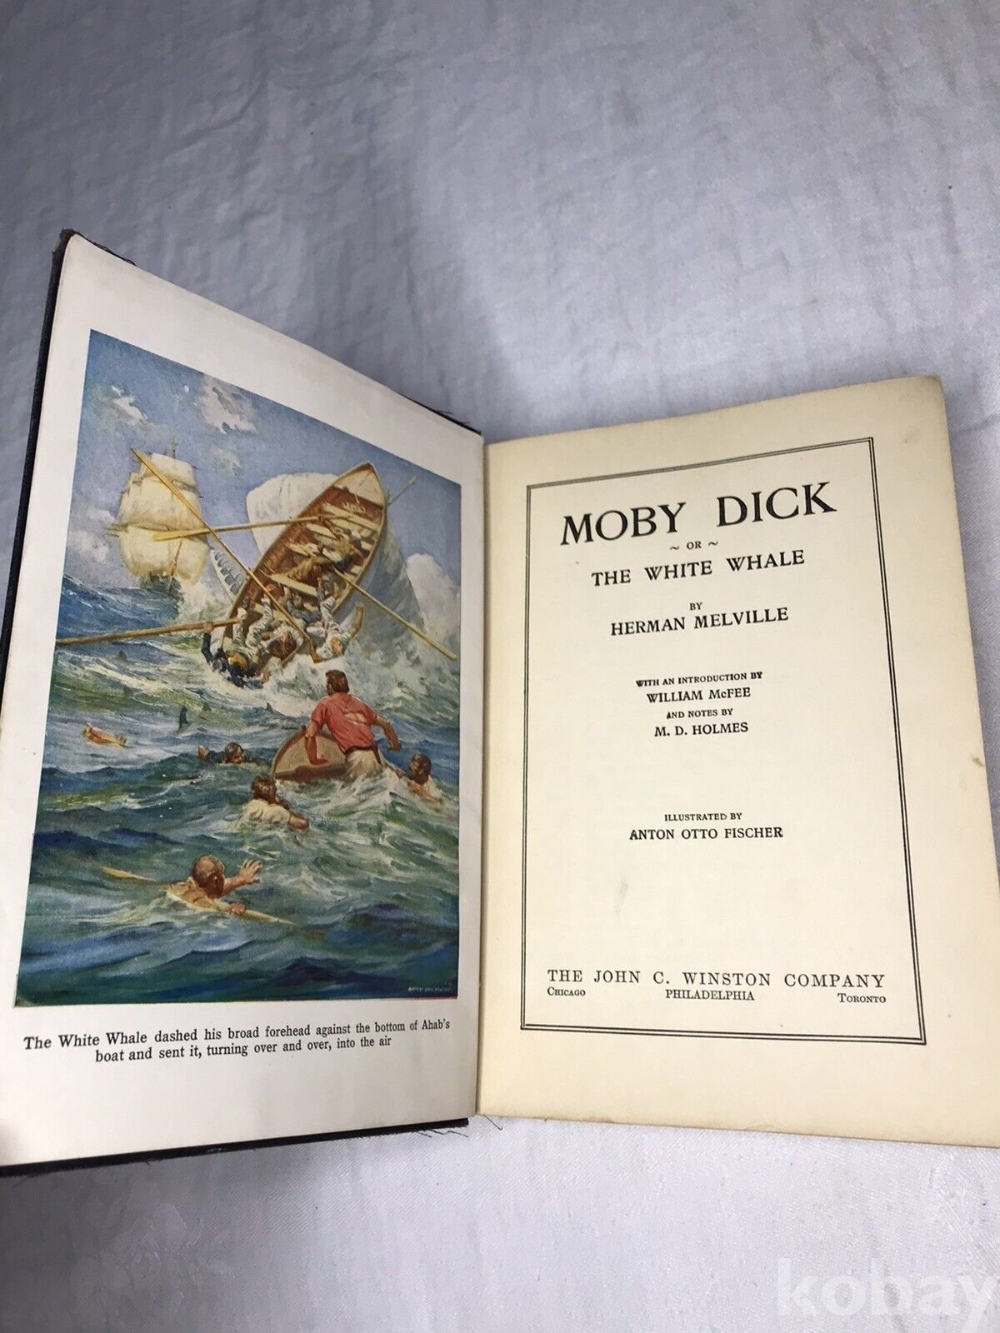 The White Whale dashed his broad forehead against the bottom of Ahab's
boat and sent it, turning over and over, into the air
MOBY DICK
~ OR ~
THE WHITE WHALE
BY
HERMAN MELVILLE
WITH AN INTRODUCTION BY
WILLIAM McFEE
AND NOTES BY
M. D. HOLMES
ILLUSTRATED BY
ANTON OTTO FISCHER
THE JOHN C. WINSTON COMPANY
CHICAGO PHILADELPHIA TORONTO
kobay